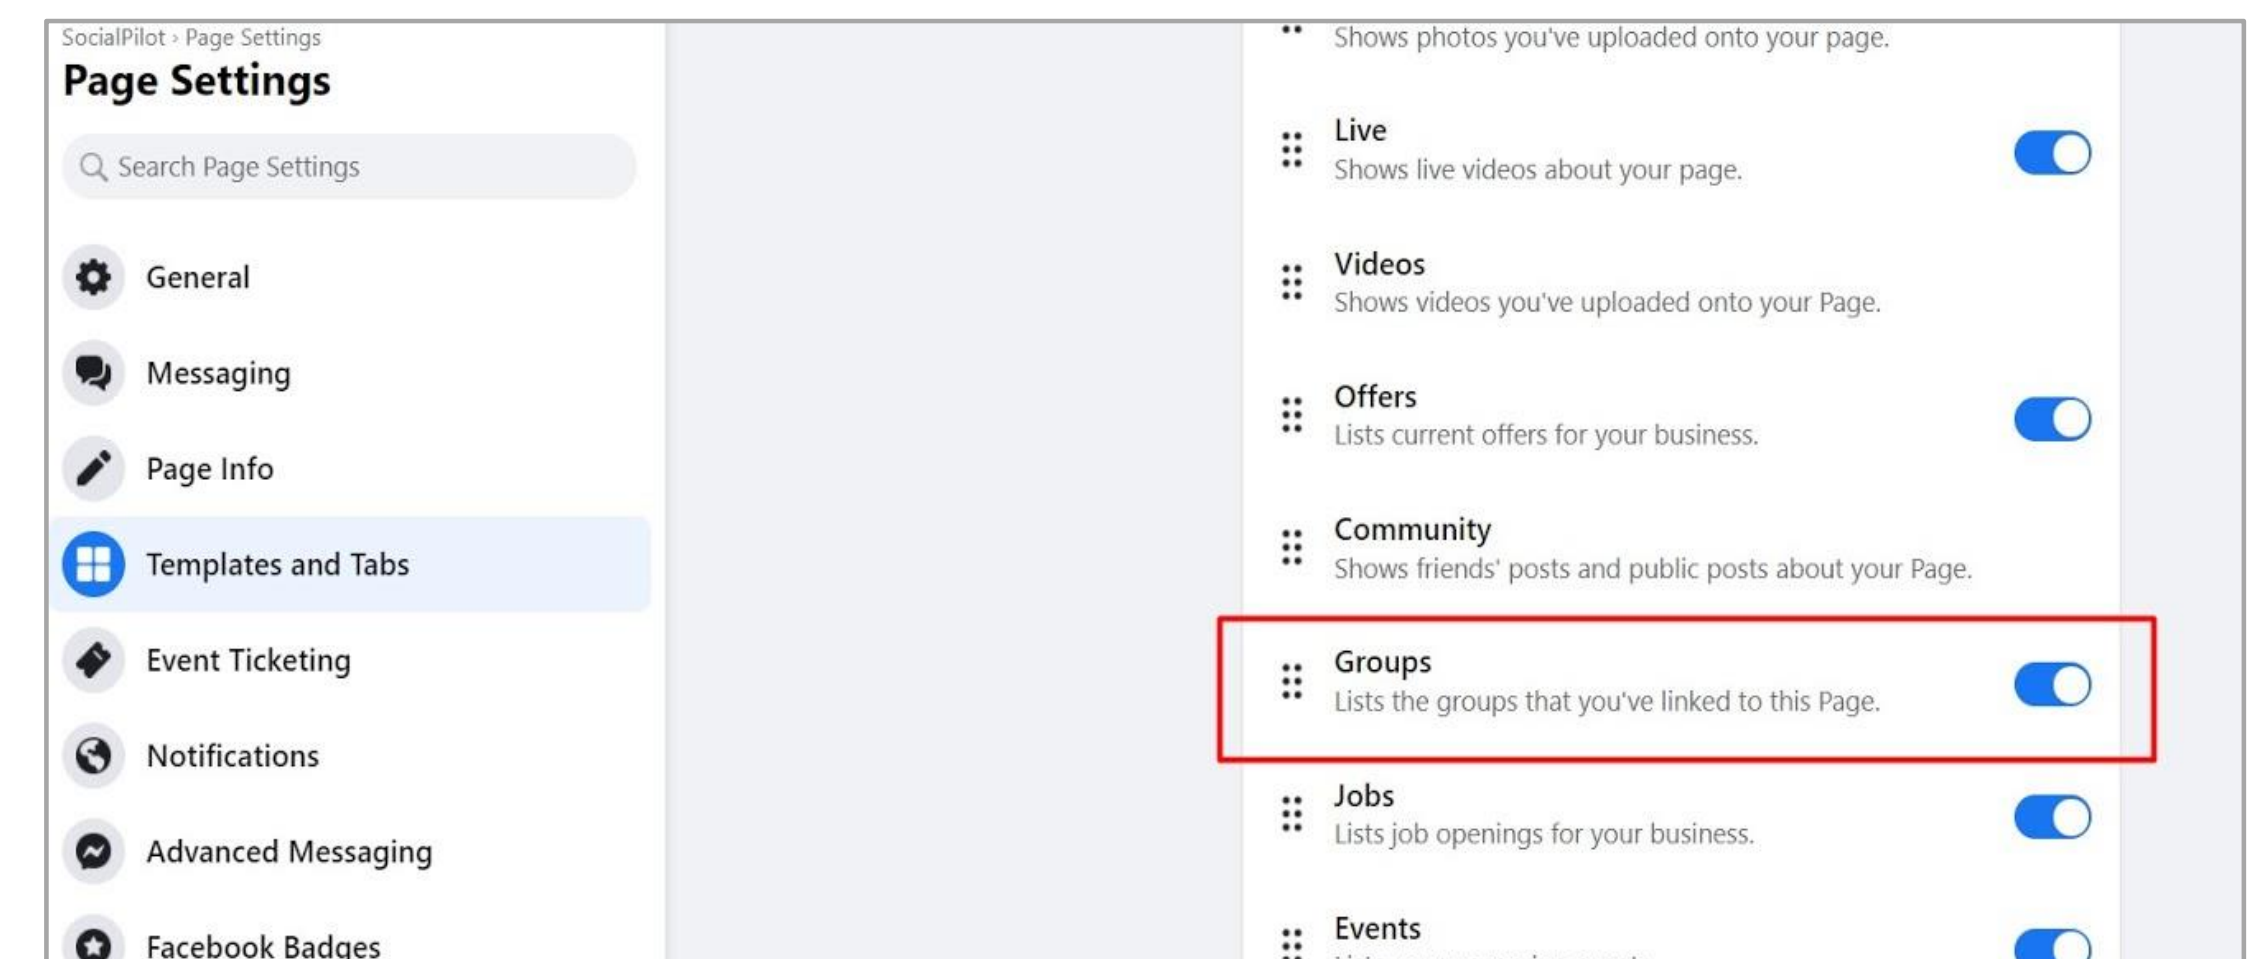 SocialPilot › Page Settings
Page Settings
Search Page Settings
General
Messaging
Page Info
Templates and Tabs
Event Ticketing
Notifications
Advanced Messaging
Facebook Badges
Shows photos you've uploaded onto your page.
Live
Shows live videos about your page.
Videos
Shows videos you've uploaded onto your Page.
Offers
Lists current offers for your business.
Community
Shows friends' posts and public posts about your Page.
Groups
Lists the groups that you've linked to this Page.
Jobs
Lists job openings for your business.
Events